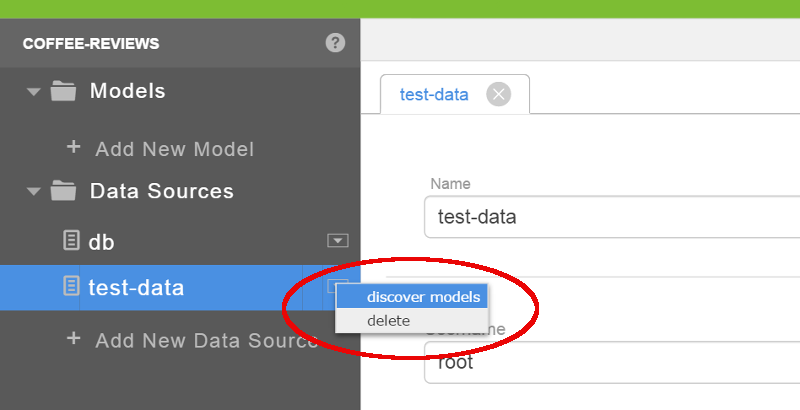 COFFEE-REVIEWS ?
Models
+ Add New Model
Data Sources
db
test-data
+ Add New Data Source
test-data
Name
test-data
discover models
delete
Username
root